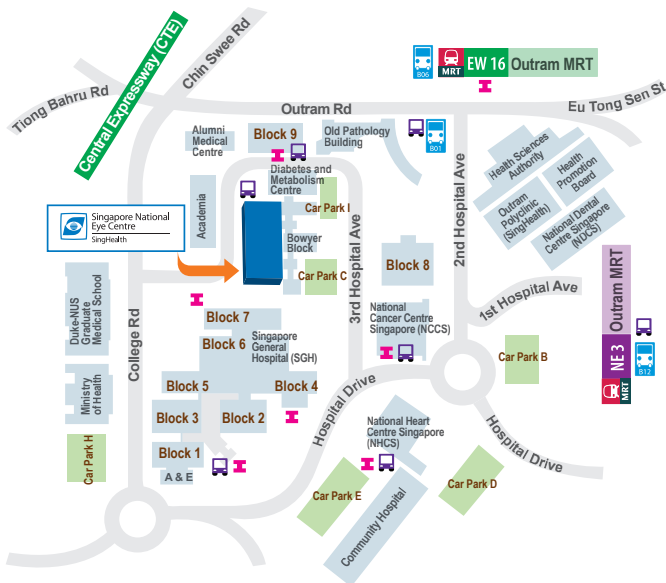 Central Expressway (CTE)
Chin Swee Rd
Tiong Bahru Rd
B06
MRT
EW 16
Outram MRT
Eu Tong Sen St
Outram Rd
Alumni
Medical
Centre
Block 9
Old Pathology
Building
B01
Health Sciences
Authority
Health
Promotion
Board
Outram
Polyclinic
(SingHealth)
National Dental
Centre Singapore
(NDCS)
2nd Hospital Ave
Diabetes and
Metabolism
Centre
Car Park I
Academia
Singapore National
Eye Centre
SingHealth
Bowyer
Block
Car Park C
3rd Hospital Ave
Block 8
1st Hospital Ave
Outram MRT
NE 3
MRT
B12
Duke-NUS
Graduate
Medical School
College Rd
Block 7
Block 6
Singapore
General
Hospital (SGH)
National
Cancer Centre
Singapore (NCCS)
Car Park B
Ministry
of Health
Block 5
Block 4
Block 3
Block 2
Hospital Drive
National Heart
Centre Singapore
(NHCS)
Hospital Drive
Car Park H
Block 1
A & E
Car Park E
Community Hospital
Car Park D